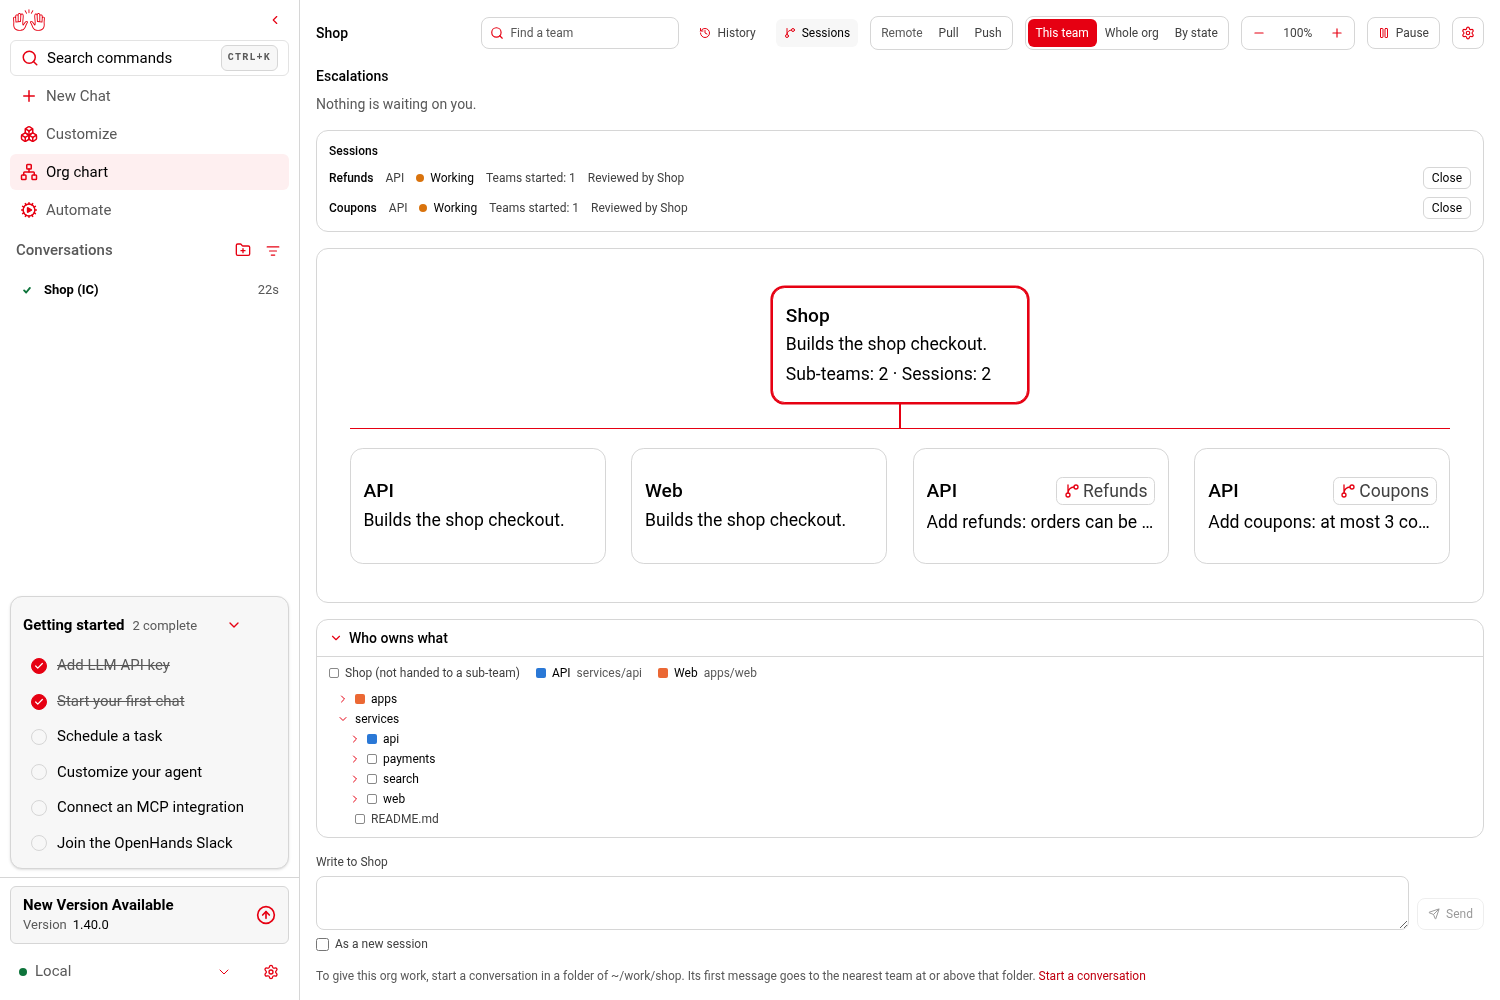 Search commands CTRL+K
New Chat
Customize
Org chart
Automate
Conversations
Shop (IC) 22s
Getting started 2 complete
Add LLM API key
Start your first chat
Schedule a task
Customize your agent
Connect an MCP integration
Join the OpenHands Slack
New Version Available
Version 1.40.0
Local
Shop Find a team History Sessions Remote Pull Push This team Whole org By state 100% Pause
Escalations
Nothing is waiting on you.
Sessions
Refunds API Working Teams started: 1 Reviewed by Shop Close
Coupons API Working Teams started: 1 Reviewed by Shop Close
Shop
Builds the shop checkout.
Sub-teams: 2 · Sessions: 2
API
Builds the shop checkout.
Web
Builds the shop checkout.
API Refunds
Add refunds: orders can be ...
API Coupons
Add coupons: at most 3 co...
Who owns what
Shop (not handed to a sub-team) API services/api Web apps/web
apps
services
api
payments
search
web
README.md
Write to Shop
Send
As a new session
To give this org work, start a conversation in a folder of ~/work/shop. Its first message goes to the nearest team at or above that folder. Start a conversation